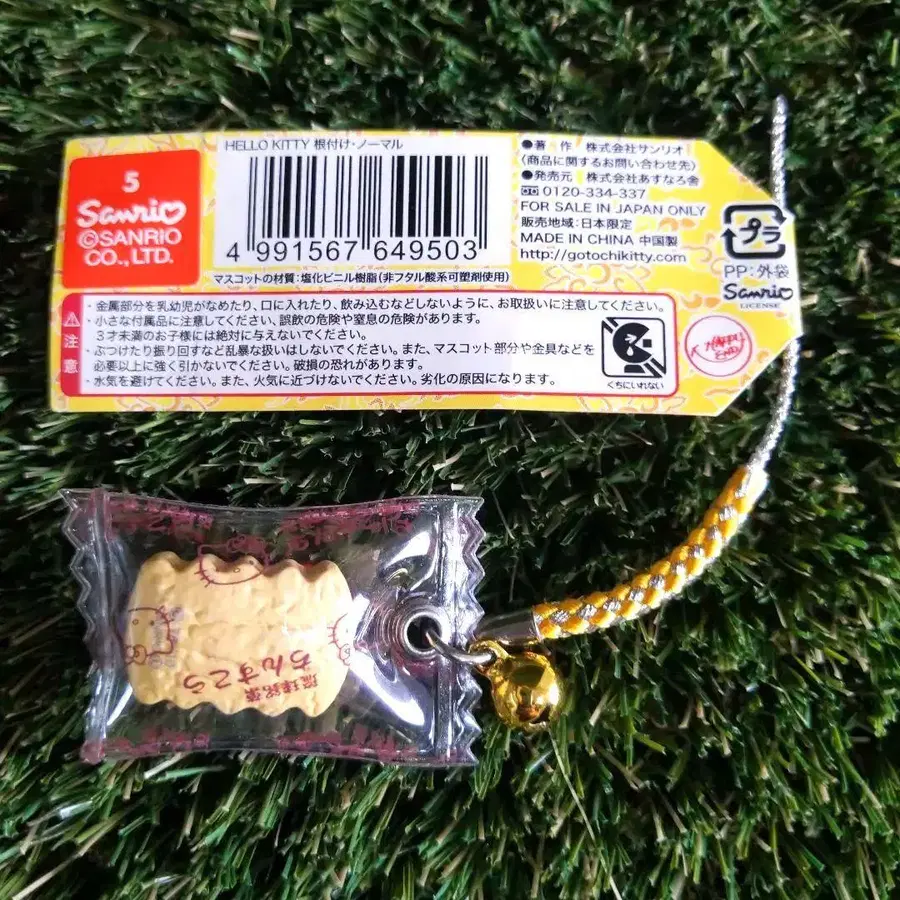 5
Sanrio
©SANRIO
CO.,LTD.
HELLO KITTY 根付け・ノーマル
4 991567 649503
マスコットの材質：塩化ビニル樹脂(非フタル酸系可塑剤使用)
●著　作　株式会社サンリオ
(商品に関するお問い合わせ先)
●発売元　株式会社あすなろ舎
0120-334-337
FOR SALE IN JAPAN ONLY
販売地域：日本限定
MADE IN CHINA 中国製
http://gotochikitty.com
プラ
PP：外袋
Sanrio
LICENSE
注意
・金属部分を乳幼児がなめたり、口に入れたり、飲み込むなどしないように、お取扱いに注意してください。
・小さな付属品に注意してください、誤飲の危険や窒息の危険があります。
3才未満のお子様には絶対に与えないでください。
・ぶつけたり振り回すなど乱暴な扱いはしないでください。また、マスコット部分や金具などを
必要以上に強く引かないでください。破損の恐れがあります。
・水気を避けてください。また、火気に近づけないでください。劣化の原因になります。
くちにいれない
琉球銘菓
ちんすこう